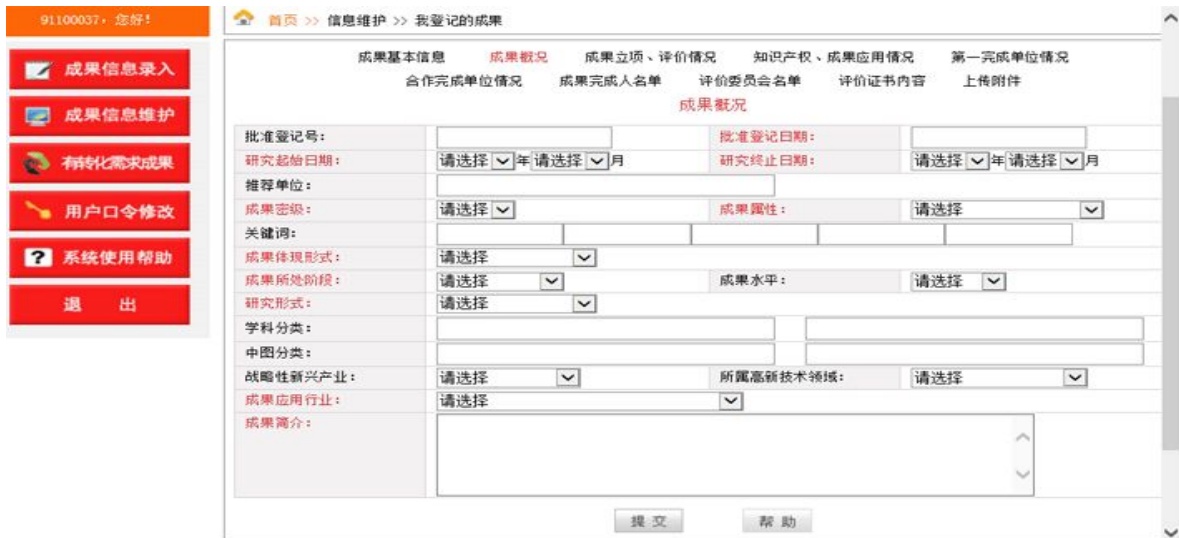 91100037，您好！
首页 >> 信息维护 >> 我登记的成果
成果信息录入
成果信息维护
有转化需求成果
用户口令修改
系统使用帮助
退 出
成果基本信息 成果概况 成果立项、评价情况 知识产权、成果应用情况 第一完成单位情况
合作完成单位情况 成果完成人名单 评价委员会名单 评价证书内容 上传附件
成果概况
批准登记号： 批准登记日期：
研究起始日期： 请选择 年 请选择 月 研究终止日期： 请选择 年 请选择 月
推荐单位：
成果密级： 请选择 成果属性： 请选择
关键词：
成果体现形式： 请选择
成果所处阶段： 请选择 成果水平： 请选择
研究形式： 请选择
学科分类：
中图分类：
战略性新兴产业： 请选择 所属高新技术领域： 请选择
成果应用行业： 请选择
成果简介：
提 交 帮 助